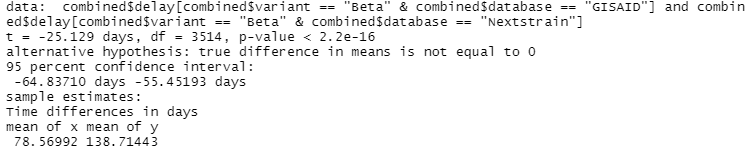 data:  combined$delay[combined$variant == "Beta" & combined$database == "GISAID"] and combin
ed$delay[combined$variant == "Beta" & combined$database == "Nextstrain"]
t = -25.129 days, df = 3514, p-value < 2.2e-16
alternative hypothesis: true difference in means is not equal to 0
95 percent confidence interval:
 -64.83710 days -55.45193 days
sample estimates:
Time differences in days
mean of x mean of y
 78.56992 138.71443